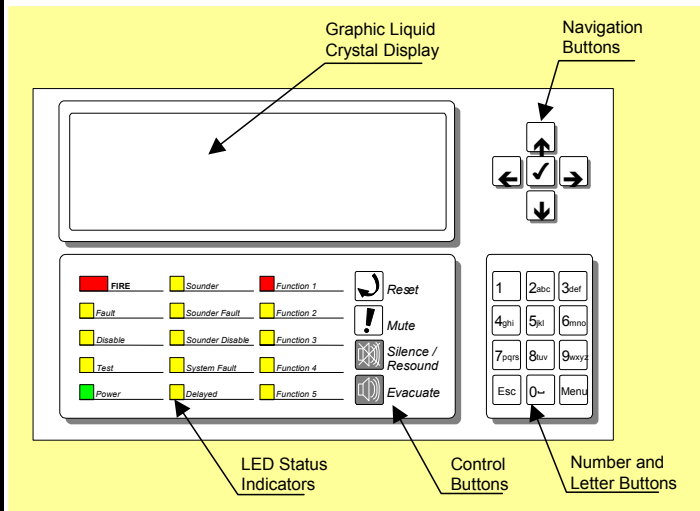 Graphic Liquid
Crystal Display
Navigation
Buttons
FIRE
Sounder
Function 1
Reset
Fault
Sounder Fault
Function 2
Mute
Disable
Sounder Disable
Function 3
Silence /
Resound
Test
System Fault
Function 4
Power
Delayed
Function 5
Evacuate
1 2abc 3def
4ghi 5jkl 6mno
7pqrs 8tuv 9wxyz
Esc 0 Menu
LED Status
Indicators
Control
Buttons
Number and
Letter Buttons